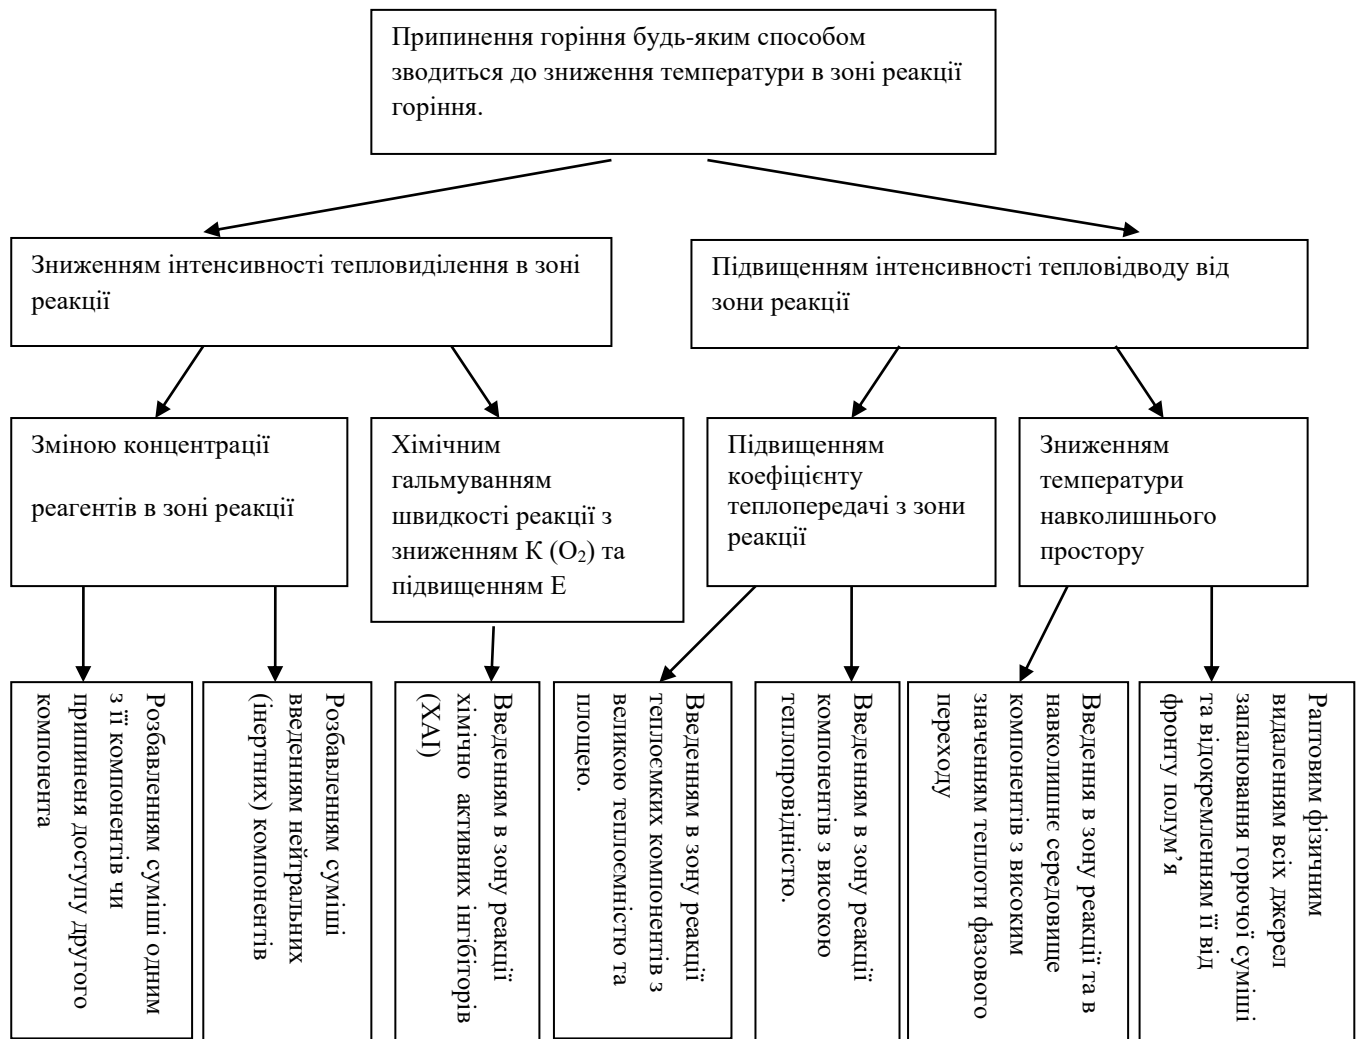 Припинення горіння будь-яким способом
зводиться до зниження температури в зоні реакції
горіння.
Зниженням інтенсивності тепловиділення в зоні
реакції
Підвищенням інтенсивності тепловідводу від
зони реакції
Зміною концентрації
реагентів в зоні реакції
Хімічним
гальмуванням
швидкості реакції з
зниженням К (О₂) та
підвищенням Е
Підвищенням
коефіцієнту
теплопередачі з зони
реакції
Зниженням
температури
навколишнього
простору
Розбавленням суміші одним
з її компонентів чи
припиненя доступу другого
компонента
Розбавленням суміші
введенням нейтральних
(інертних) компонентів
Введенням в зону реакції
хімічно активних інгібіторів
(ХАІ)
Введенням в зону реакції
теплоємких компонентів з
великою теплоємністю та
площею.
Введенням в зону реакції
компонентів з високою
теплопровідністю.
Введенням в зону реакції та в
навколишнє середовище
компонентів з високим
значенням теплоти фазового
переходу
Раптовим фізичним
видаленням всіх джерел
запалювання горючої суміші
та відокремленням її від
фронту полум’я